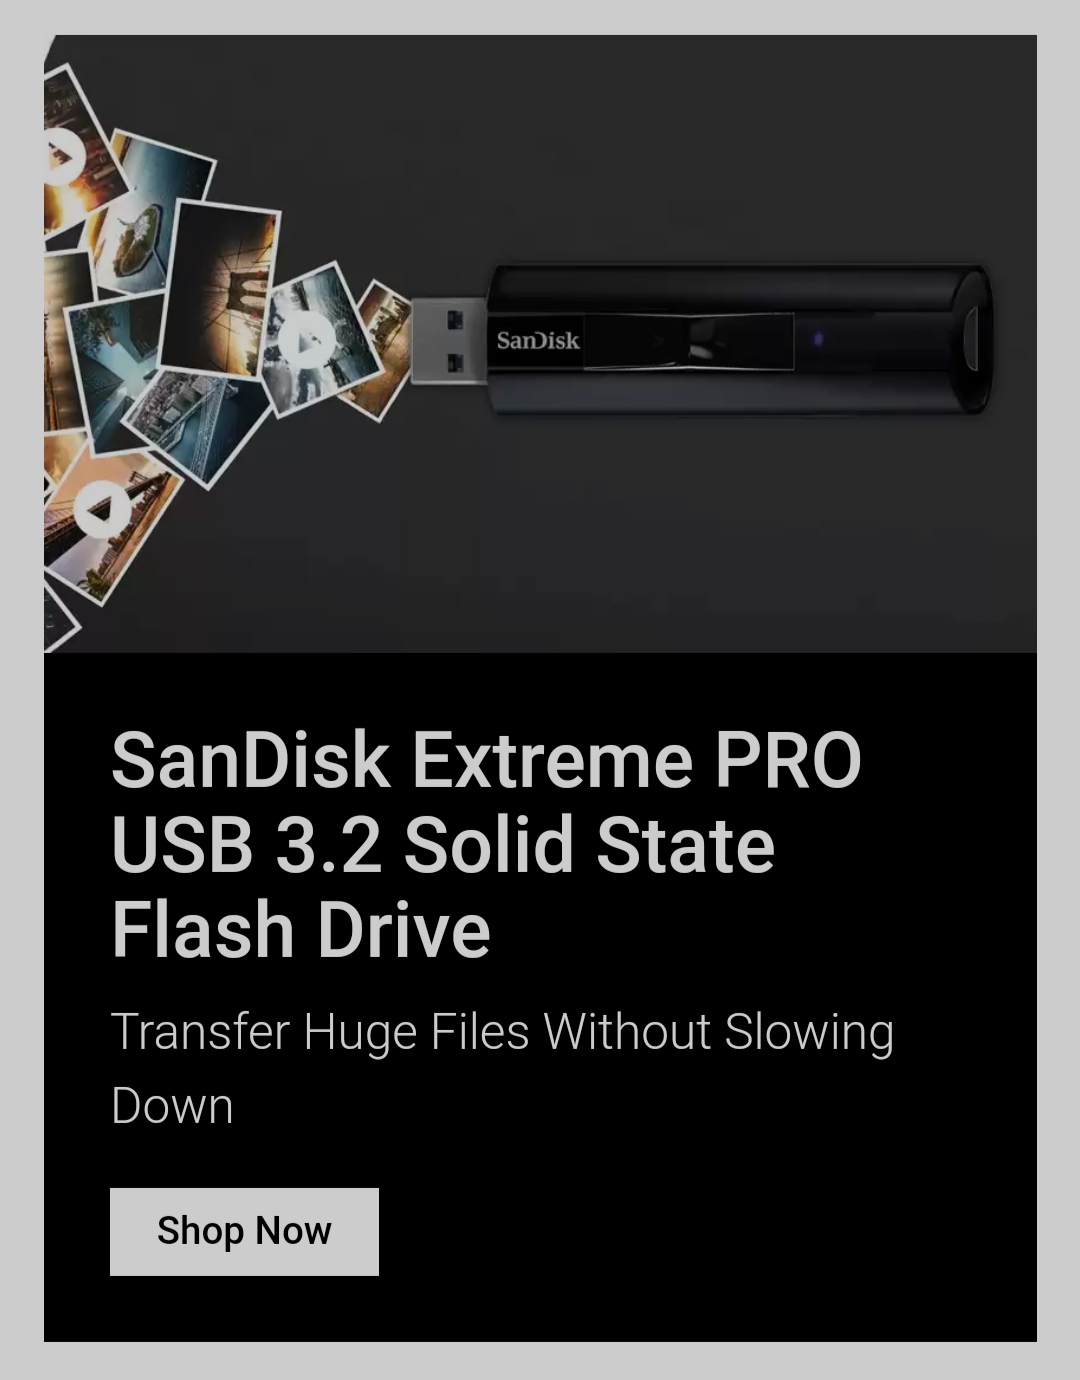 SanDisk
SanDisk Extreme PRO
USB 3.2 Solid State
Flash Drive
Transfer Huge Files Without Slowing
Down
Shop Now